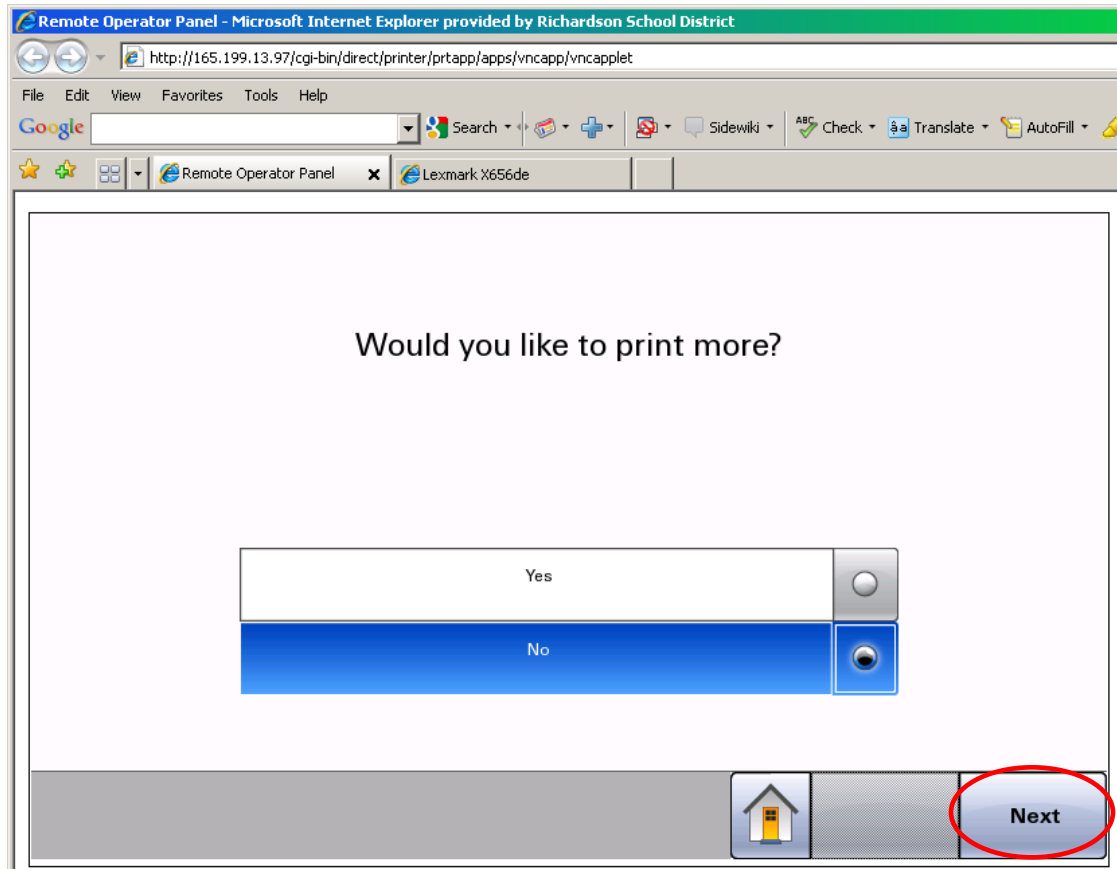 Remote Operator Panel - Microsoft Internet Explorer provided by Richardson School District
http://165.199.13.97/cgi-bin/direct/printer/prtapp/apps/vncapp/vncapplet
File Edit View Favorites Tools Help
Google Search Sidewiki ABC Check âa Translate AutoFill
Remote Operator Panel Lexmark X656de
Would you like to print more?
Yes
No
Next